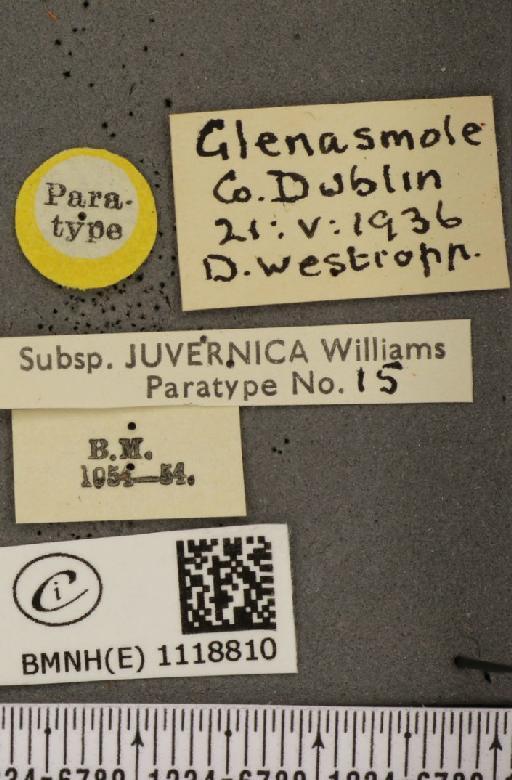 Para-
type
Glenasmole
Co. Dublin
21:V:1936
D. Westropp.
Subsp. JUVERNICA Williams
Paratype No. 15
B.M.
1954—54.
i
BMNH(E) 1118810